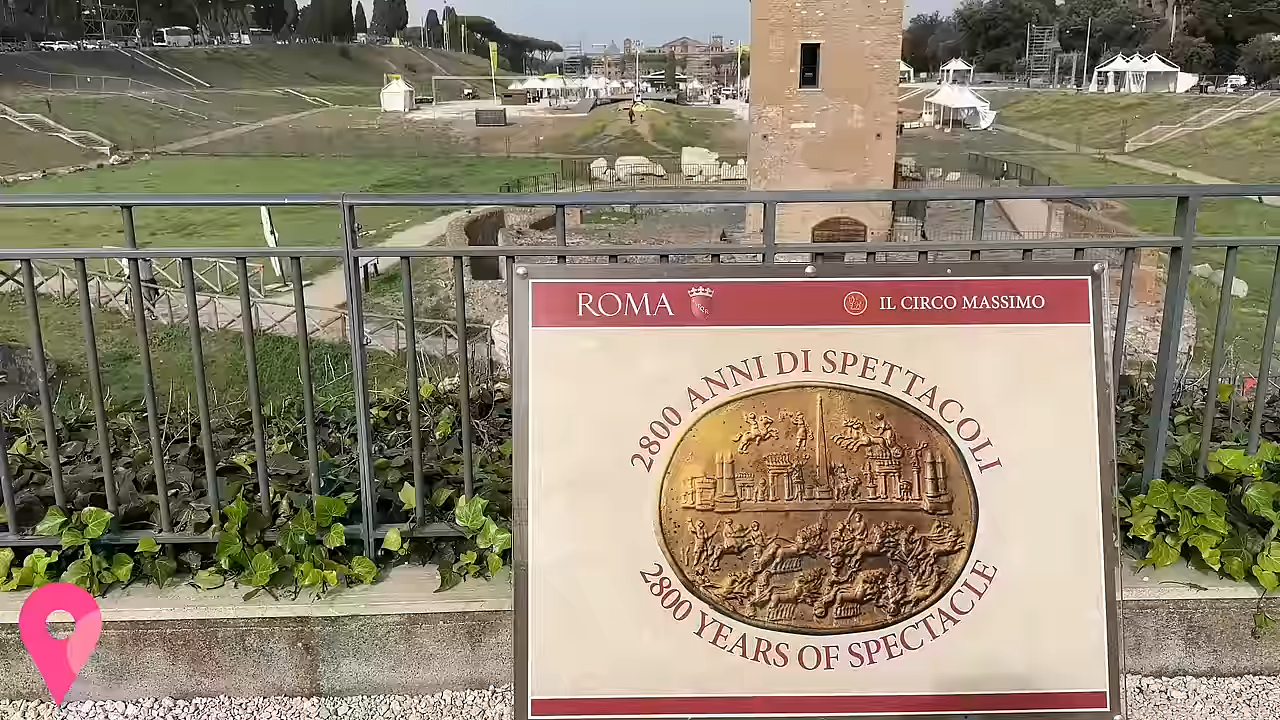 ROMA
IL CIRCO MASSIMO
2800 ANNI DI SPETTACOLI
2800 YEARS OF SPECTACLE